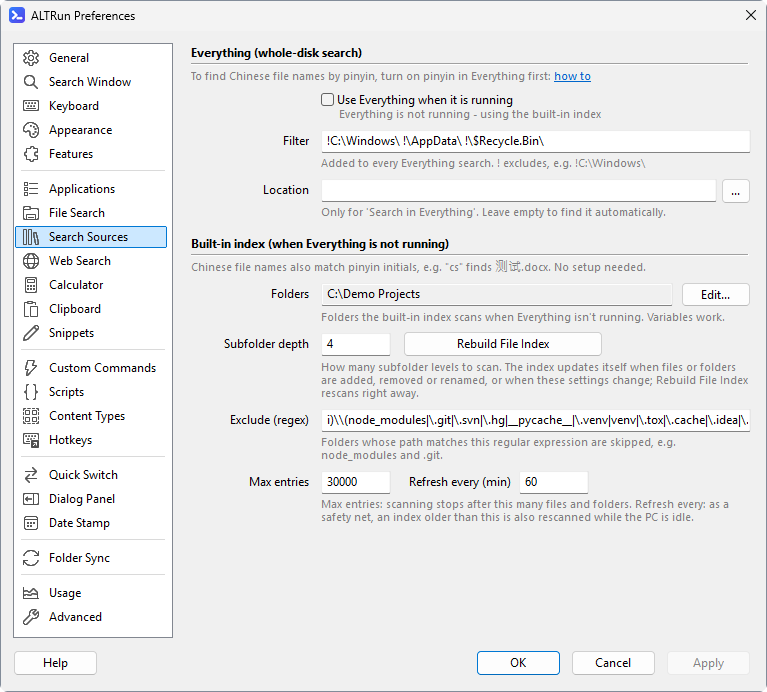 ALTRun Preferences
General
Search Window
Keyboard
Appearance
Features
Applications
File Search
Search Sources
Web Search
Calculator
Clipboard
Snippets
Custom Commands
Scripts
Content Types
Hotkeys
Quick Switch
Dialog Panel
Date Stamp
Folder Sync
Usage
Advanced
Everything (whole-disk search)
To find Chinese file names by pinyin, turn on pinyin in Everything first: how to
Use Everything when it is running
Everything is not running - using the built-in index
Filter !C:\Windows\ !\AppData\ !\$Recycle.Bin\
Added to every Everything search. ! excludes, e.g. !C:\Windows\
Location ...
Only for 'Search in Everything'. Leave empty to find it automatically.
Built-in index (when Everything is not running)
Chinese file names also match pinyin initials, e.g. "cs" finds 测试.docx. No setup needed.
Folders C:\Demo Projects Edit...
Folders the built-in index scans when Everything isn't running. Variables work.
Subfolder depth 4 Rebuild File Index
How many subfolder levels to scan. The index updates itself when files or folders
are added, removed or renamed, or when these settings change; Rebuild File Index
rescans right away.
Exclude (regex) i)\\(node_modules|\.git|\.svn|\.hg|__pycache__|\.venv|venv|\.tox|\.cache|\.idea|\.
Folders whose path matches this regular expression are skipped, e.g.
node_modules and .git.
Max entries 30000 Refresh every (min) 60
Max entries: scanning stops after this many files and folders. Refresh every: as a
safety net, an index older than this is also rescanned while the PC is idle.
Help OK Cancel Apply